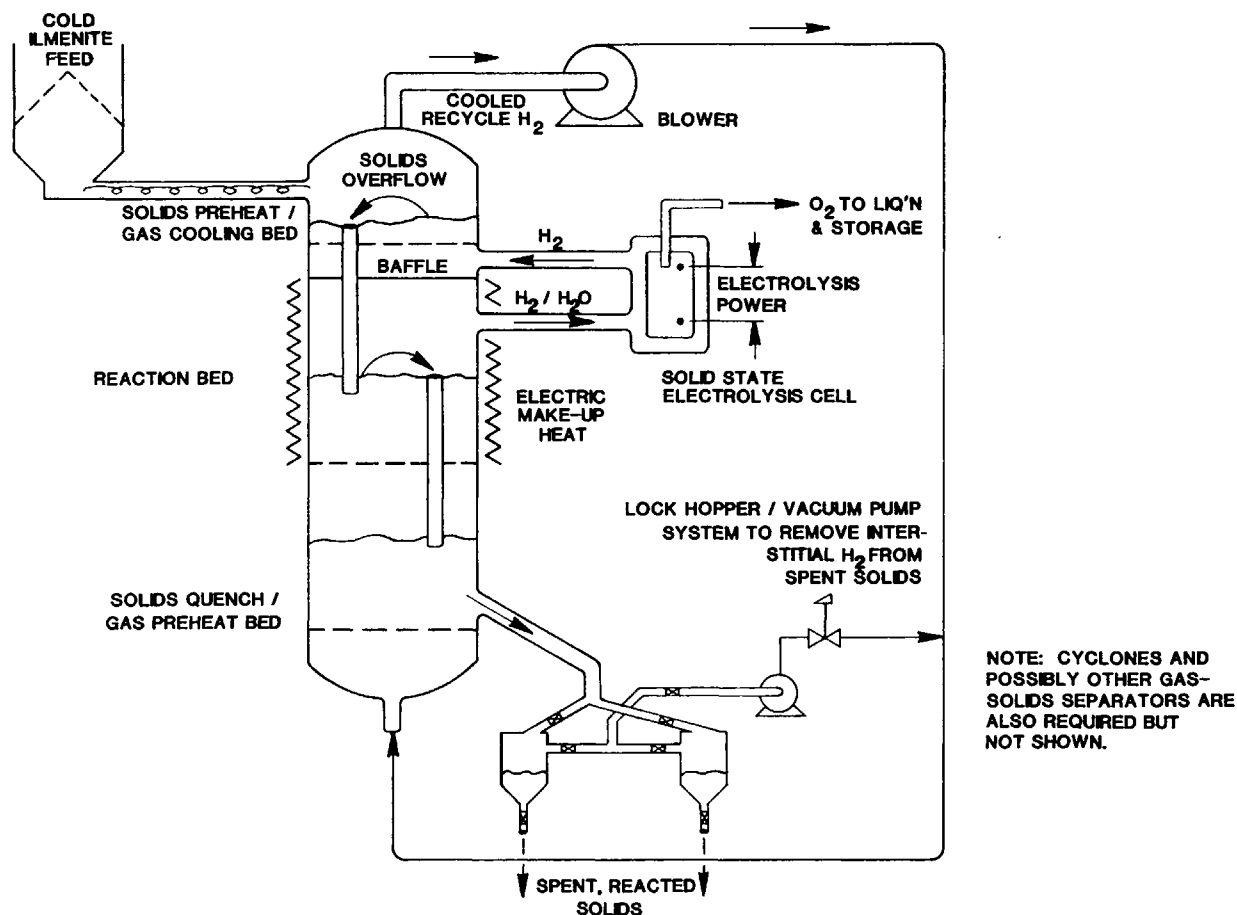 COLD
ILMENITE
FEED
COOLED
RECYCLE H2
BLOWER
SOLIDS
OVERFLOW
SOLIDS PREHEAT /
GAS COOLING BED
H2
O2 TO LIQ'N
& STORAGE
BAFFLE
ELECTROLYSIS
POWER
H2 / H2O
REACTION BED
SOLID STATE
ELECTROLYSIS CELL
ELECTRIC
MAKE-UP
HEAT
LOCK HOPPER / VACUUM PUMP
SYSTEM TO REMOVE INTER-
STITIAL H2 FROM
SPENT SOLIDS
SOLIDS QUENCH /
GAS PREHEAT BED
NOTE: CYCLONES AND
POSSIBLY OTHER GAS-
SOLIDS SEPARATORS ARE
ALSO REQUIRED BUT
NOT SHOWN.
SPENT, REACTED
SOLIDS